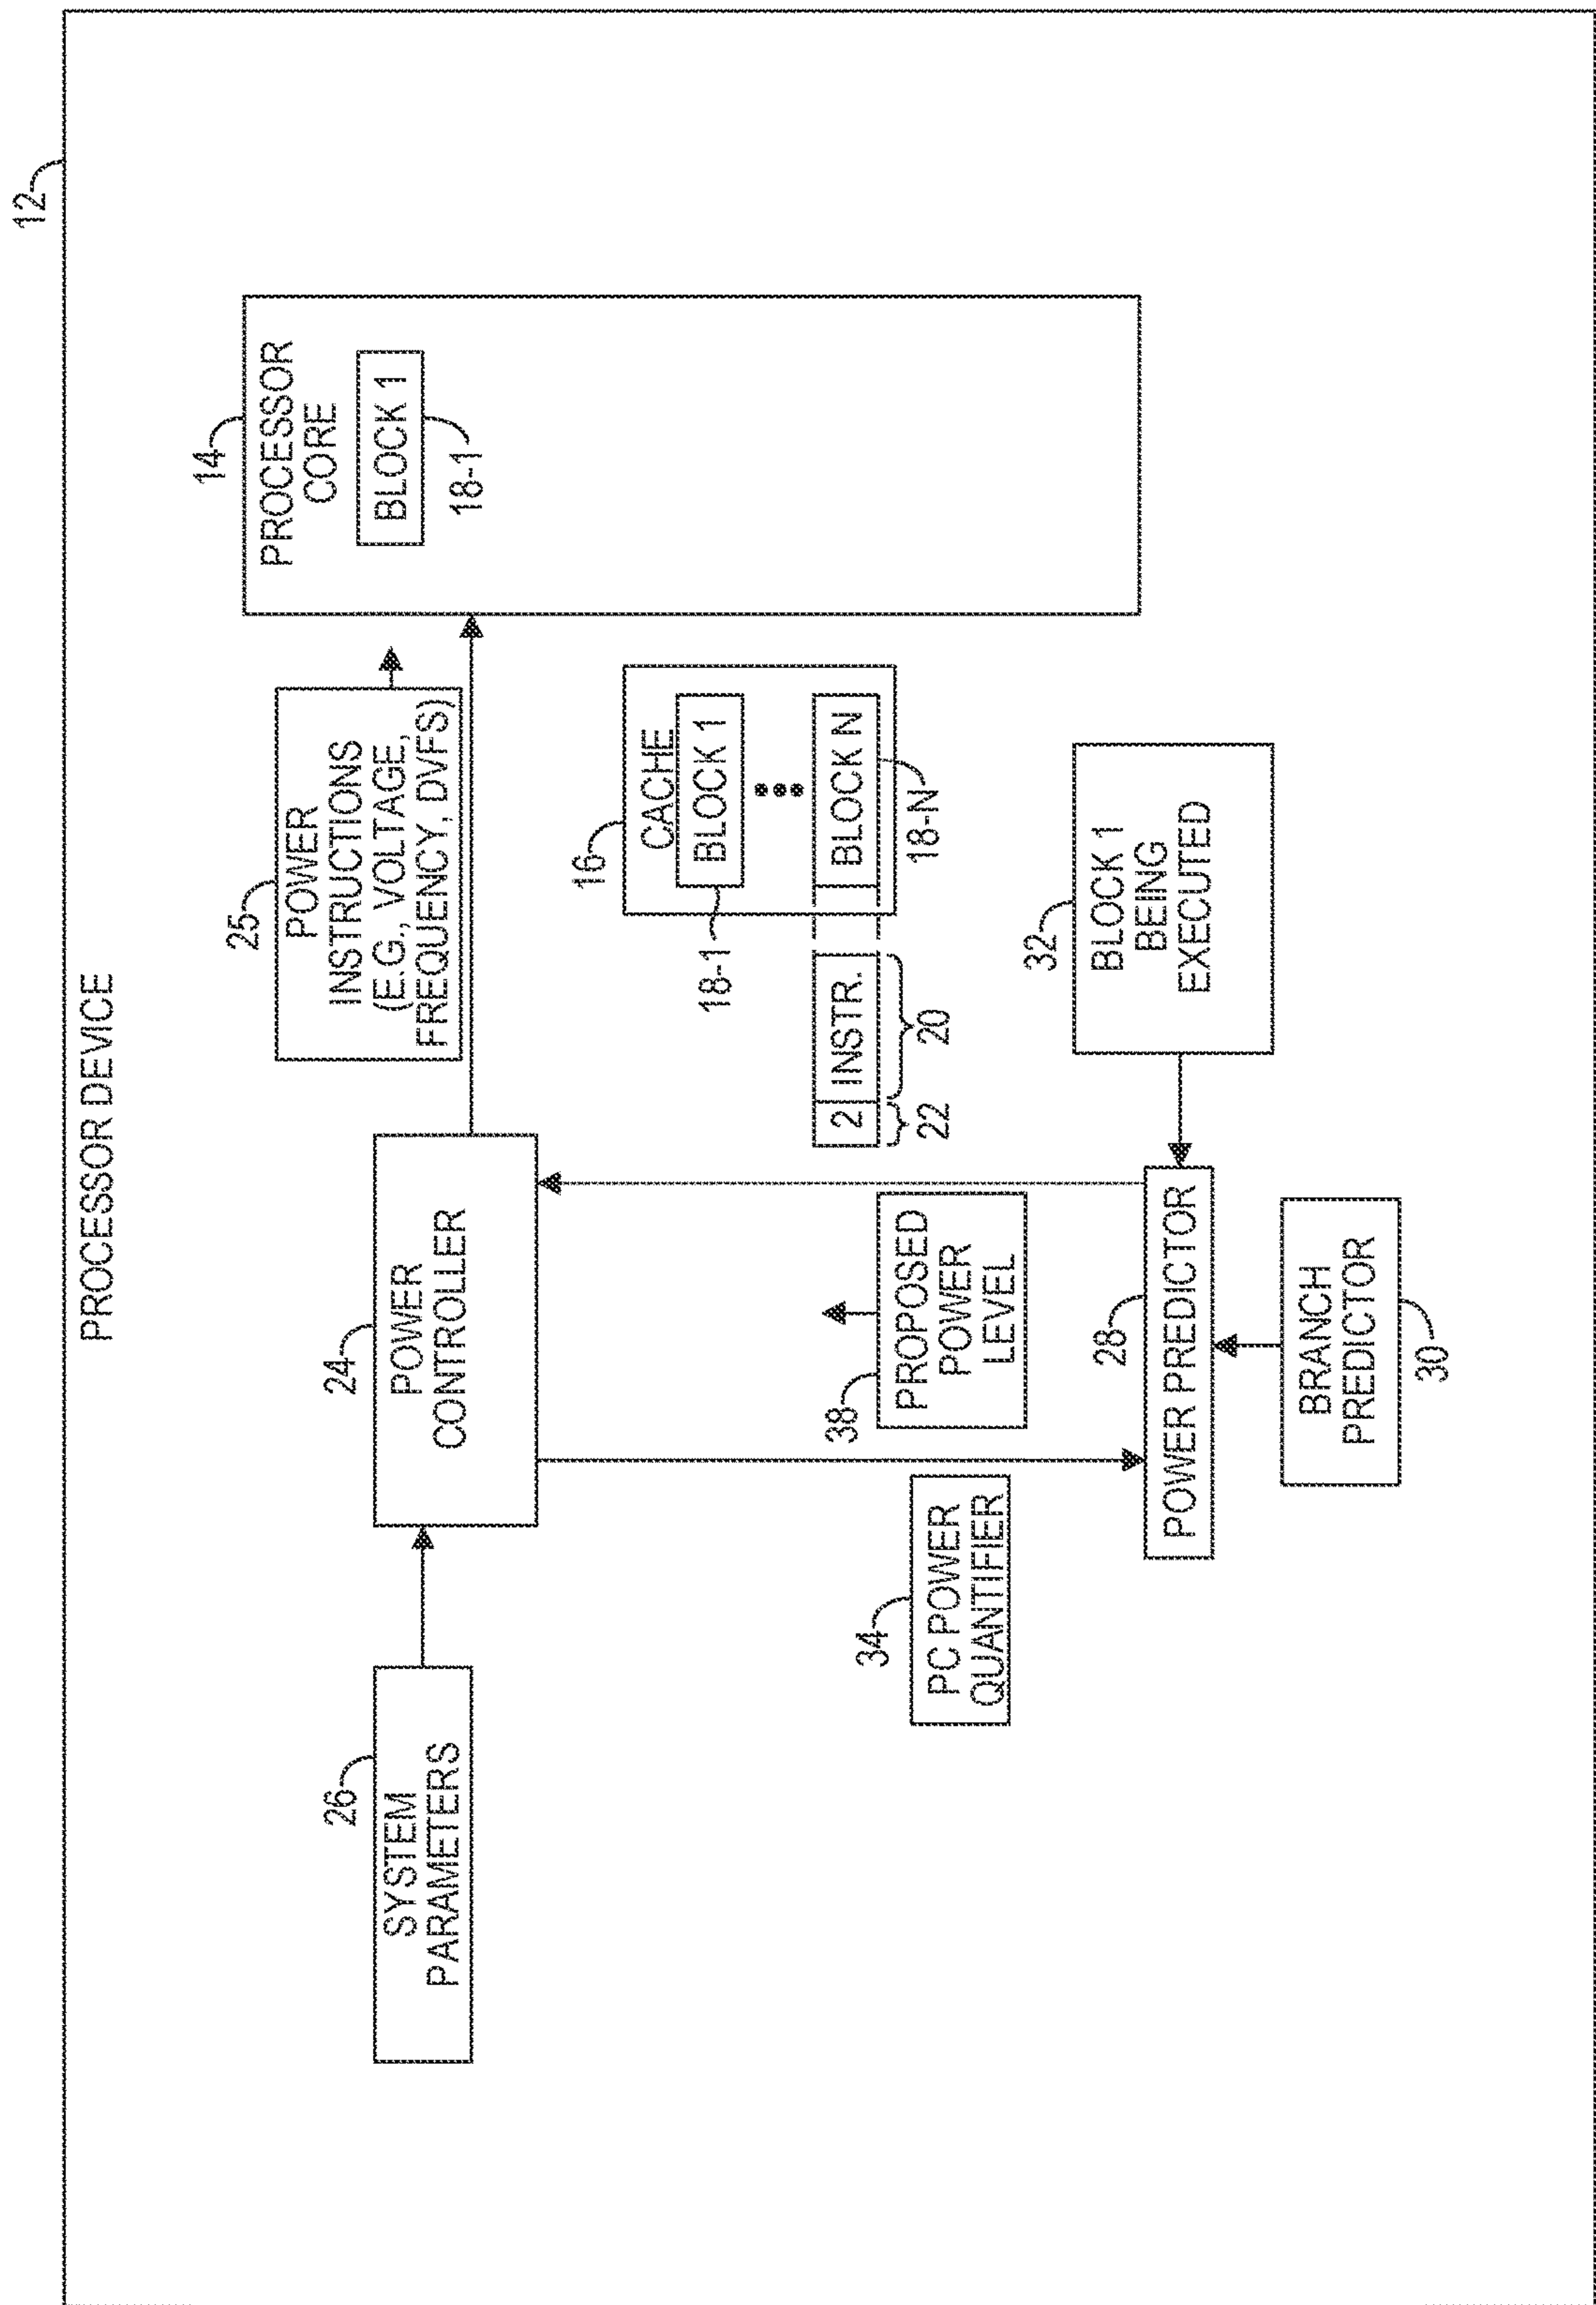 12
PROCESSOR DEVICE
26
SYSTEM
PARAMETERS
24
POWER
CONTROLLER
25
POWER
INSTRUCTIONS
(E.G., VOLTAGE,
FREQUENCY, DVFS)
14
PROCESSOR
CORE
BLOCK 1
18-1
16
CACHE
BLOCK 1
18-1
2 INSTR. BLOCK N
22 20 18-N
34
PC POWER
QUANTIFIER
38
PROPOSED
POWER
LEVEL
32
BLOCK 1
BEING
EXECUTED
28
POWER PREDICTOR
BRANCH
PREDICTOR
30